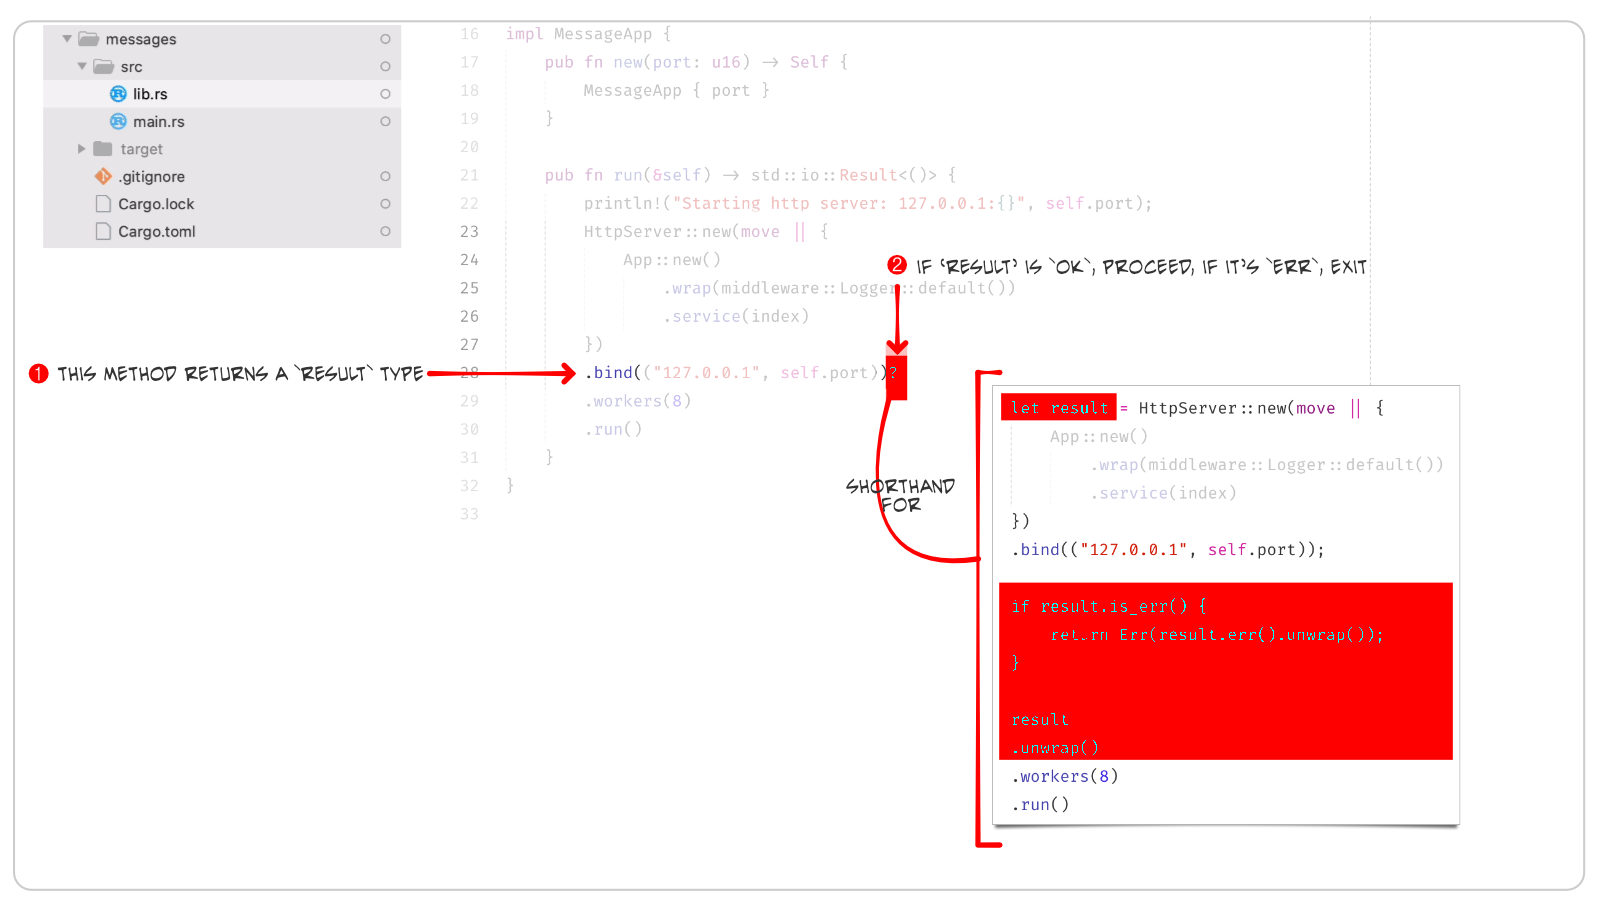 messages
src
lib.rs
main.rs
target
.gitignore
Cargo.lock
Cargo.toml
16 impl MessageApp {
17 pub fn new(port: u16) -> Self {
18 MessageApp { port }
19 }
20
21 pub fn run(&self) -> std::io::Result<()> {
22 println!("Starting http server: 127.0.0.1:{}", self.port);
23 HttpServer::new(move || {
24 App::new()
25 .wrap(middleware::Logger::default())
26 .service(index)
27 })
28 .bind(("127.0.0.1", self.port))?
29 .workers(8)
30 .run()
31 }
32 }
33
1 THIS METHOD RETURNS A `RESULT` TYPE
2 IF 'RESULT' IS `OK`, PROCEED, IF IT'S `ERR`, EXIT
SHORTHAND
FOR
let result = HttpServer::new(move || {
App::new()
.wrap(middleware::Logger::default())
.service(index)
})
.bind(("127.0.0.1", self.port));
if result.is_err() {
return Err(result.err().unwrap());
}
result
.unwrap()
.workers(8)
.run()